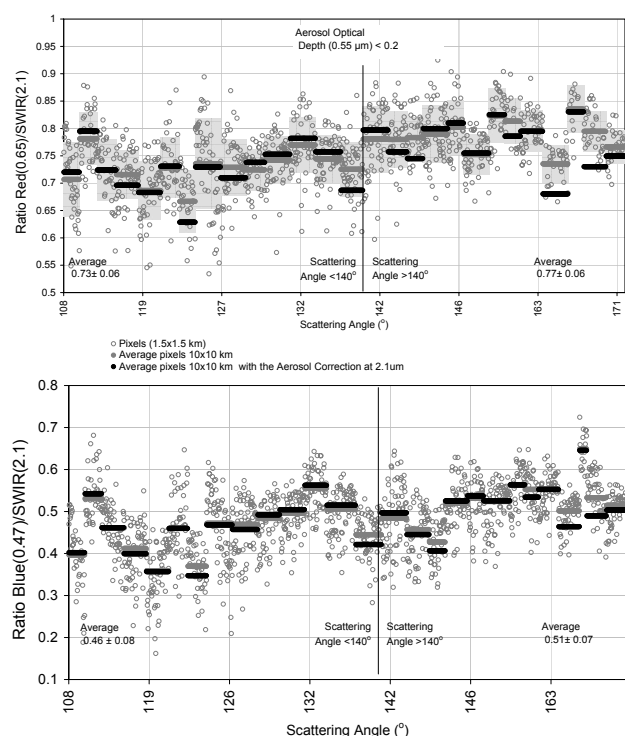 Aerosol Optical
Depth (0.55 µm) < 0.2
Ratio Red(0.65)/SWIR(2.1)
1
0.95
0.9
0.85
0.8
0.75
0.7
0.65
0.6
0.55
0.5
Average
0.73± 0.06
Scattering
Angle <140°
Scattering
Angle >140°
Average
0.77± 0.06
108
119
127
132
142
146
163
171
Scattering Angle (°)
Pixels (1.5x1.5 km)
Average pixels 10x10 km
Average pixels 10x10 km with the Aerosol Correction at 2.1um
Ratio Blue(0.47)/SWIR(2.1)
0.8
0.7
0.6
0.5
0.4
0.3
0.2
0.1
Average
0.46 ± 0.08
Scattering
Angle <140°
Scattering
Angle >140°
Average
0.51± 0.07
108
119
126
132
142
146
163
Scattering Angle (°)